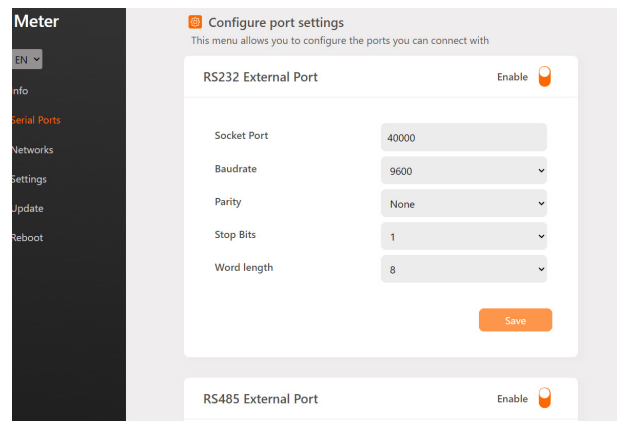 Meter
EN
Info
Serial Ports
Networks
Settings
Update
Reboot
Configure port settings
This menu allows you to configure the ports you can connect with
RS232 External Port
Enable
Socket Port
40000
Baudrate
9600
Parity
None
Stop Bits
1
Word length
8
Save
RS485 External Port
Enable